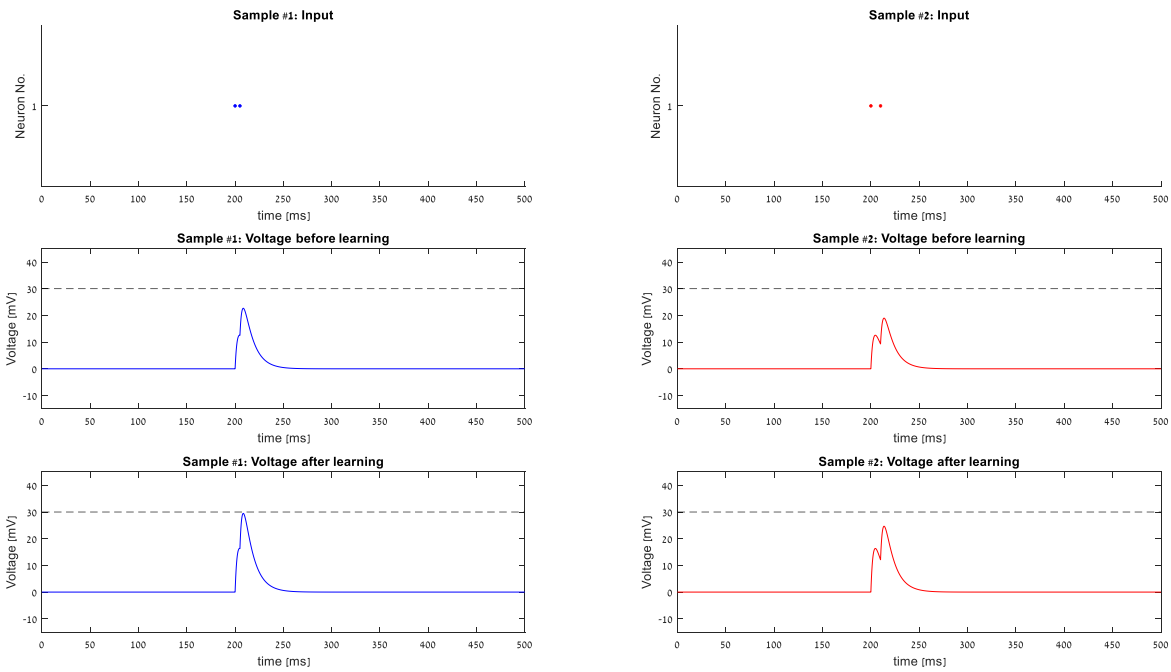 Sample #1: Input
Neuron No.
1
0 50 100 150 200 250 300 350 400 450 500
time [ms]
Sample #2: Input
Neuron No.
1
0 50 100 150 200 250 300 350 400 450 500
time [ms]
Sample #1: Voltage before learning
Voltage [mV]
40
30
20
10
0
-10
0 50 100 150 200 250 300 350 400 450 500
time [ms]
Sample #2: Voltage before learning
Voltage [mV]
40
30
20
10
0
-10
0 50 100 150 200 250 300 350 400 450 500
time [ms]
Sample #1: Voltage after learning
Voltage [mV]
40
30
20
10
0
-10
0 50 100 150 200 250 300 350 400 450 500
time [ms]
Sample #2: Voltage after learning
Voltage [mV]
40
30
20
10
0
-10
0 50 100 150 200 250 300 350 400 450 500
time [ms]